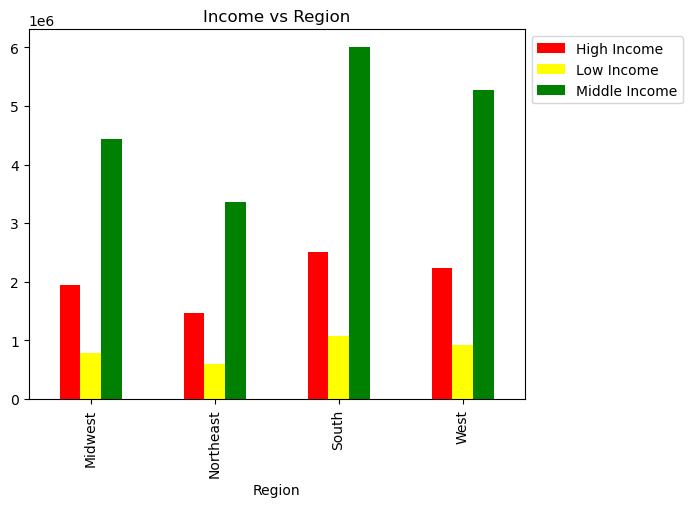 Income vs Region
1e6
6
5
4
3
2
1
0
Midwest
Northeast
South
West
Region
High Income
Low Income
Middle Income